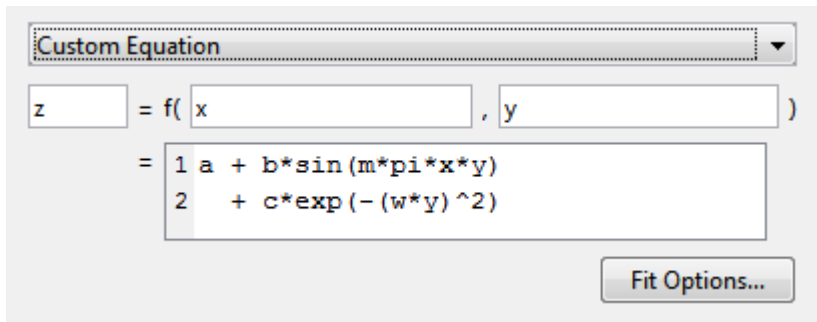 Custom Equation
z = f( x , y )
= 1 a + b*sin(m*pi*x*y)
2 + c*exp(-(w*y)^2)
Fit Options...